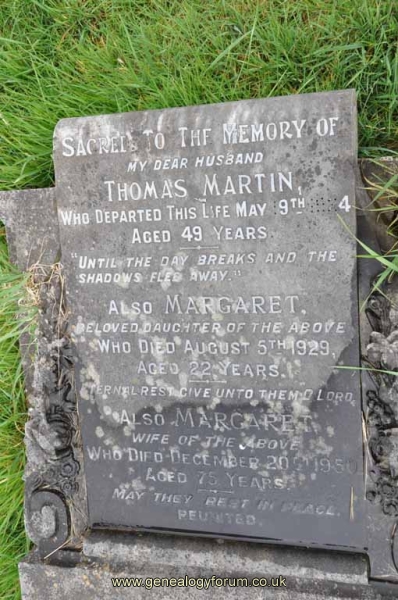 SACRED TO THE MEMORY OF
MY DEAR HUSBAND
THOMAS MARTIN,
WHO DEPARTED THIS LIFE MAY 9TH 4
AGED 49 YEARS
"UNTIL THE DAY BREAKS AND THE
SHADOWS FLEE AWAY."
ALSO MARGARET,
BELOVED DAUGHTER OF THE ABOVE
WHO DIED AUGUST 5TH 1929,
AGED 22 YEARS.
ETERNAL REST GIVE UNTO THEM O LORD,
ALSO MARGARET
WIFE OF THE ABOVE
WHO DIED DECEMBER 20TH
AGED 75 YEARS.
MAY THEY REST IN PEACE.
REUNITED.
www.genealogyforum.co.uk